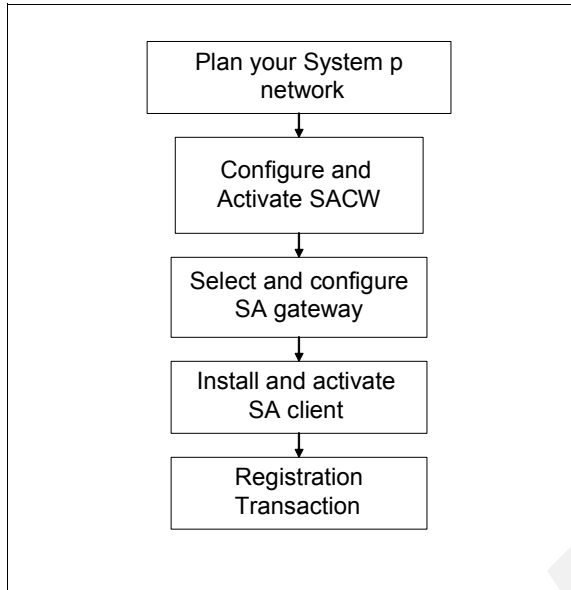 Plan your System p
network
Configure and
Activate SACW
Select and configure
SA gateway
Install and activate
SA client
Registration
Transaction